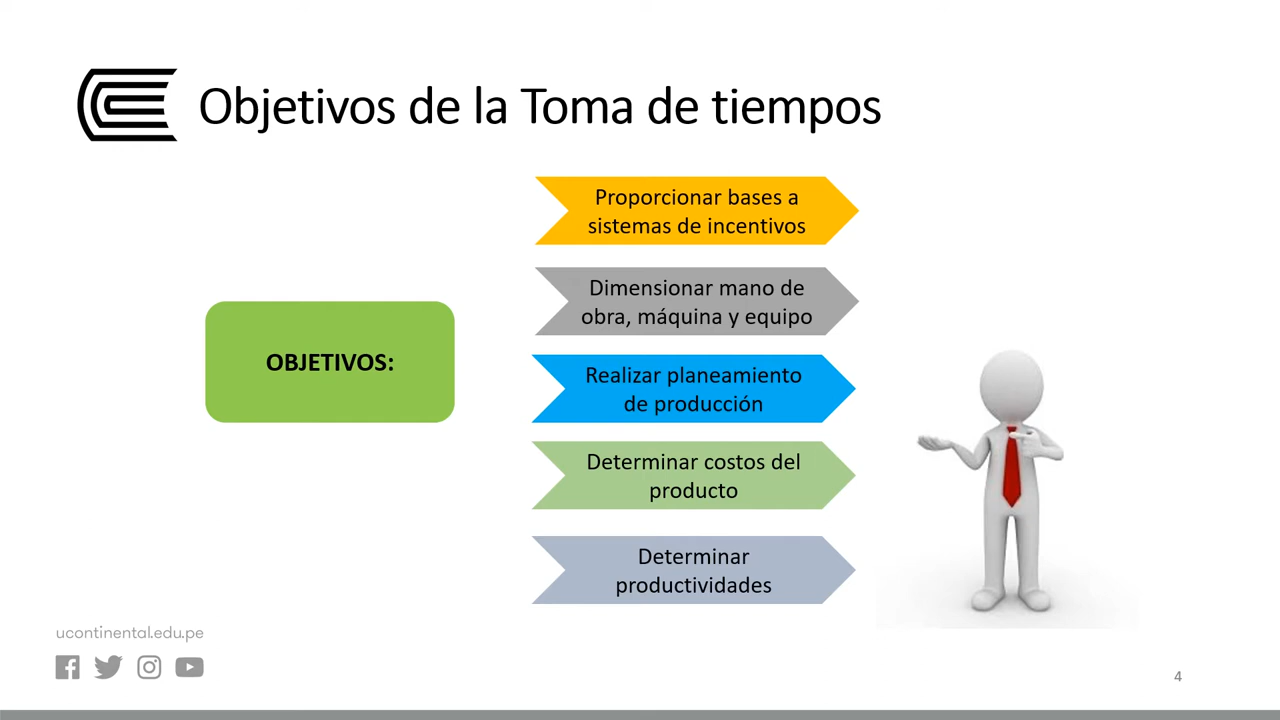 Objetivos de la Toma de tiempos
OBJETIVOS:
Proporcionar bases a
sistemas de incentivos
Dimensionar mano de
obra, máquina y equipo
Realizar planeamiento
de producción
Determinar costos del
producto
Determinar
productividades
ucontinental.edu.pe
4